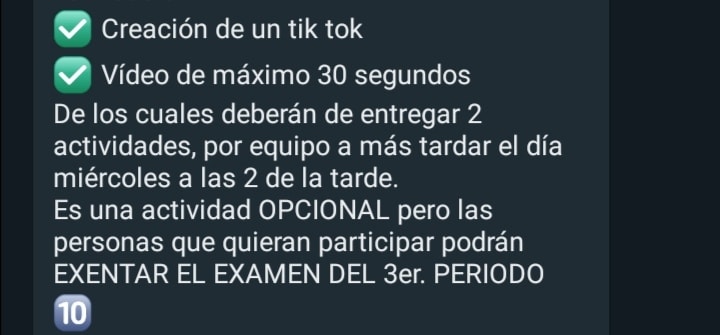 ✅ Creación de un tik tok
✅ Vídeo de máximo 30 segundos
De los cuales deberán de entregar 2
actividades, por equipo a más tardar el día
miércoles a las 2 de la tarde.
Es una actividad OPCIONAL pero las
personas que quieran participar podrán
EXENTAR EL EXAMEN DEL 3er. PERIODO
🔟